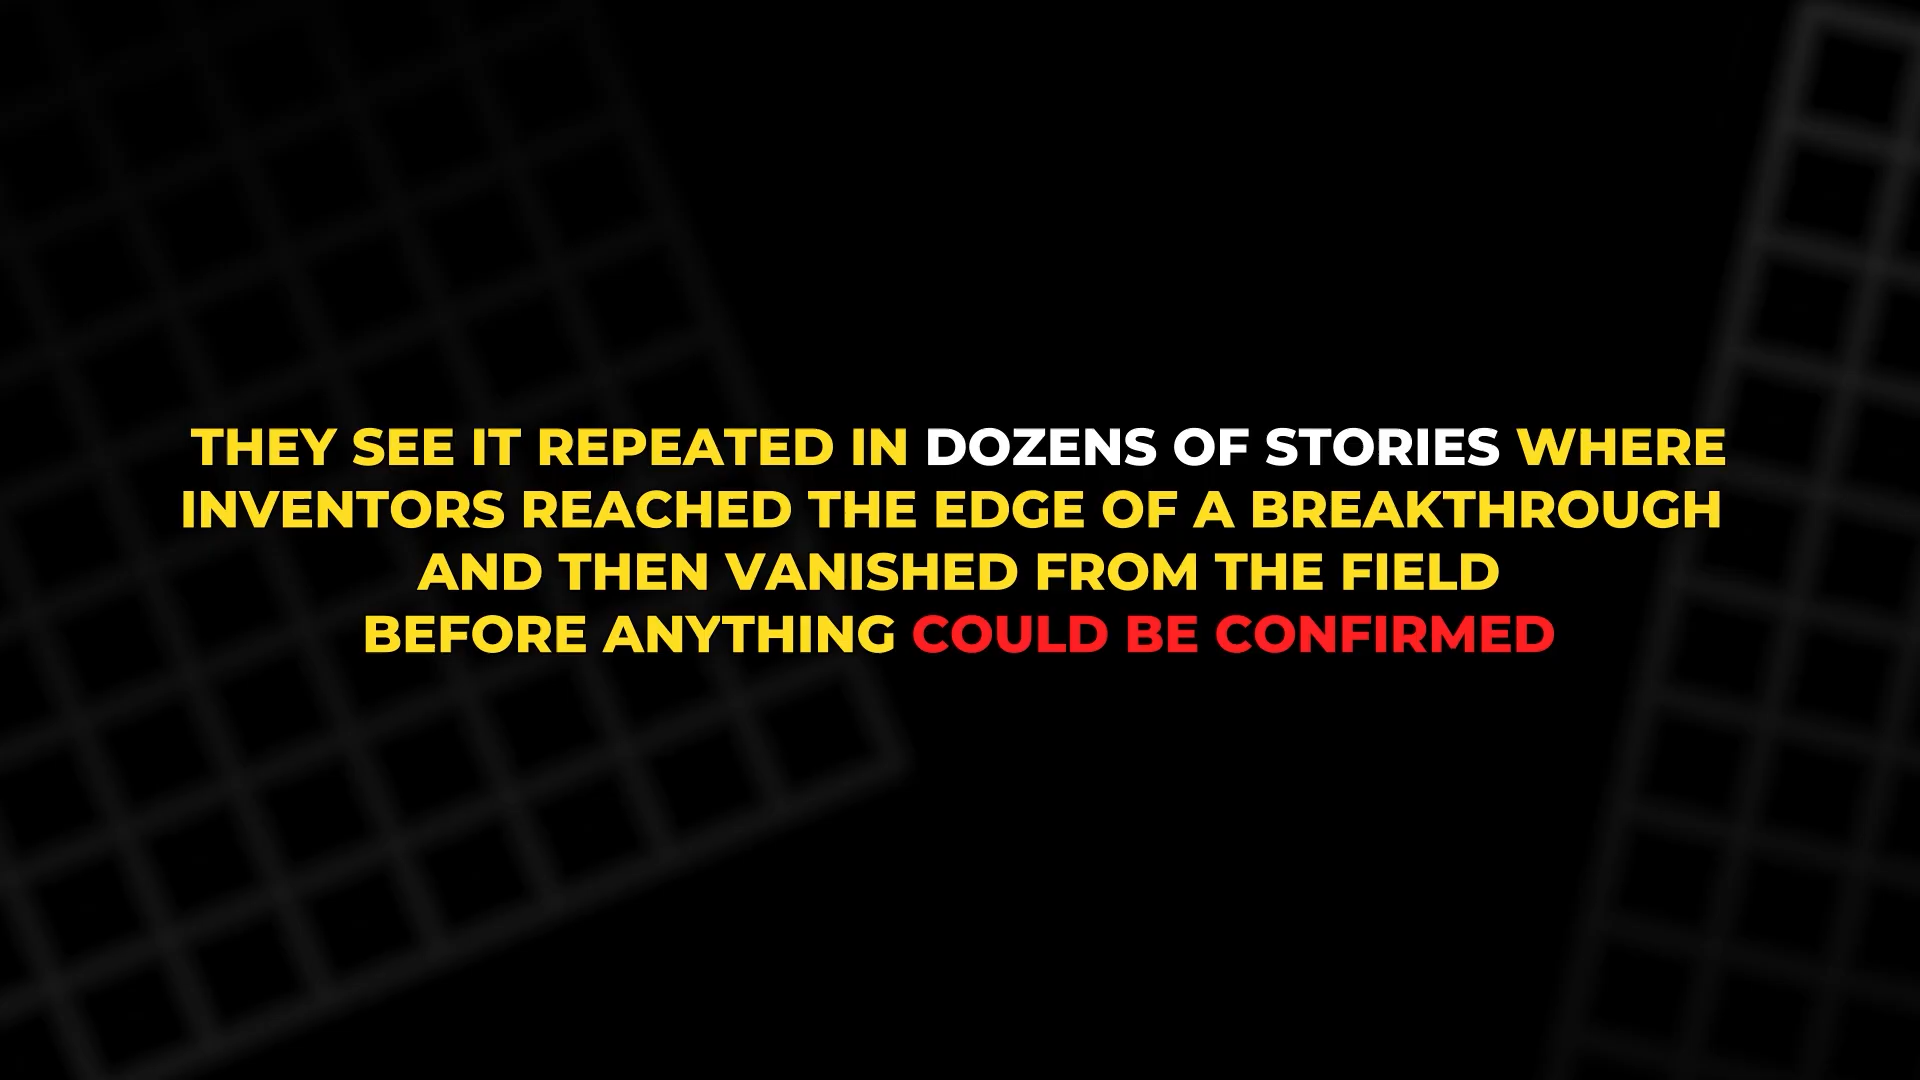 THEY SEE IT REPEATED IN DOZENS OF STORIES WHERE
INVENTORS REACHED THE EDGE OF A BREAKTHROUGH
AND THEN VANISHED FROM THE FIELD
BEFORE ANYTHING COULD BE CONFIRMED